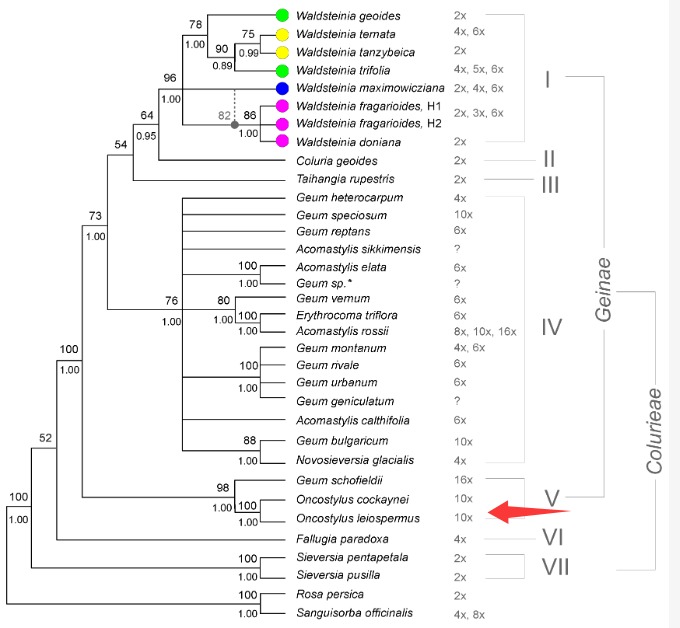 Waldsteinia geoides 2x
78
1.00
Waldsteinia ternata 4x, 6x
75
0.99
90
0.89
Waldsteinia tanzybeica 2x
Waldsteinia trifolia 4x, 5x, 6x
96
1.00
Waldsteinia maximowicziana 2x, 4x, 6x
I
Waldsteinia fragarioides, H1
2x, 3x, 6x
82
86
1.00
Waldsteinia fragarioides, H2
64
0.95
Waldsteinia doniana 2x
54
Coluria geoides 2x
II
Taihangia rupestris 2x
III
Geum heterocarpum 4x
73
1.00
Geum speciosum 10x
Geum reptans 6x
Acomastylis sikkimensis ?
100
1.00
Acomastylis elata 6x
Geum sp.* ?
76
1.00
80
1.00
Geum vernum 6x
100
1.00
Erythrocoma triflora 6x
Acomastylis rossii 8x, 10x, 16x
IV
Geinae
Geum montanum 4x, 6x
100
1.00
Geum rivale 6x
Geum urbanum 6x
Geum geniculatum ?
Acomastylis calthifolia 6x
Colurieae
88
1.00
Geum bulgaricum 10x
Novosieversia glacialis 4x
100
1.00
98
1.00
Geum schofieldii 16x
100
1.00
Oncostylus cockaynei 10x
V
Oncostylus leiospermus 10x
52
Fallugia paradoxa 4x
VI
100
1.00
100
1.00
Sieversia pentapetala 2x
VII
Sieversia pusilla 2x
100
1.00
Rosa persica 2x
Sanguisorba officinalis 4x, 8x